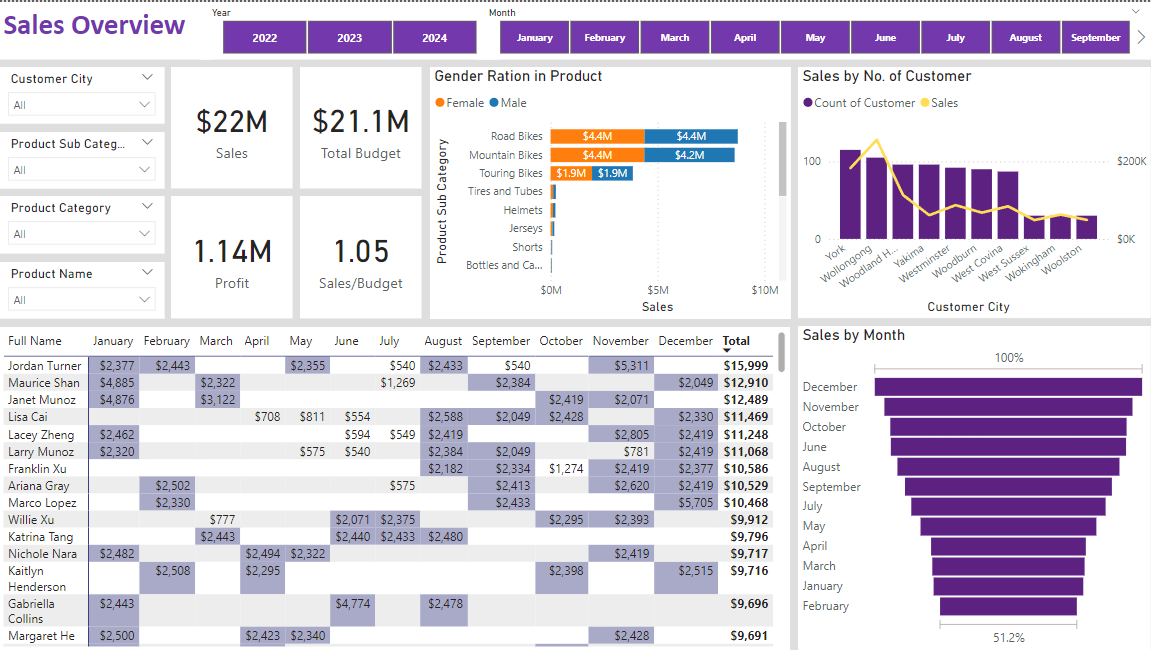 Sales Overview
Year
2022 2023 2024
Month
January February March April May June July August September
Customer City
All
Product Sub Categ...
All
Product Category
All
Product Name
All
$22M
Sales
$21.1M
Total Budget
1.14M
Profit
1.05
Sales/Budget
Gender Ration in Product
Female Male
Product Sub Category
Road Bikes $4.4M $4.4M
Mountain Bikes $4.4M $4.2M
Touring Bikes $1.9M $1.9M
Tires and Tubes
Helmets
Jerseys
Shorts
Bottles and Ca...
$0M $5M $10M
Sales
Sales by No. of Customer
Count of Customer Sales
100 $200K
0 $0K
York Wollongong Woodland H... Yakima Westminster Woodburn West Covina West Sussex Wokingham Woolston
Customer City
Full Name January February March April May June July August September October November December Total
Jordan Turner $2,377 $2,443 $2,355 $540 $2,433 $540 $5,311 $15,999
Maurice Shan $4,885 $2,322 $1,269 $2,384 $2,049 $12,910
Janet Munoz $4,876 $3,122 $2,419 $2,071 $12,489
Lisa Cai $708 $811 $554 $2,588 $2,049 $2,428 $2,330 $11,469
Lacey Zheng $2,462 $594 $549 $2,419 $2,805 $2,419 $11,248
Larry Munoz $2,320 $575 $540 $2,384 $2,049 $781 $2,419 $11,068
Franklin Xu $2,182 $2,334 $1,274 $2,419 $2,377 $10,586
Ariana Gray $2,502 $575 $2,413 $2,620 $2,419 $10,529
Marco Lopez $2,330 $2,433 $5,705 $10,468
Willie Xu $777 $2,071 $2,375 $2,295 $2,393 $9,912
Katrina Tang $2,443 $2,440 $2,433 $2,480 $9,796
Nichole Nara $2,482 $2,494 $2,322 $2,419 $9,717
Kaitlyn $2,508 $2,295 $2,398 $2,515 $9,716
Henderson
Gabriella $2,443 $4,774 $2,478 $9,696
Collins
Margaret He $2,500 $2,423 $2,340 $2,428 $9,691
Sales by Month
100%
December
November
October
June
August
September
July
May
April
March
January
February
51.2%